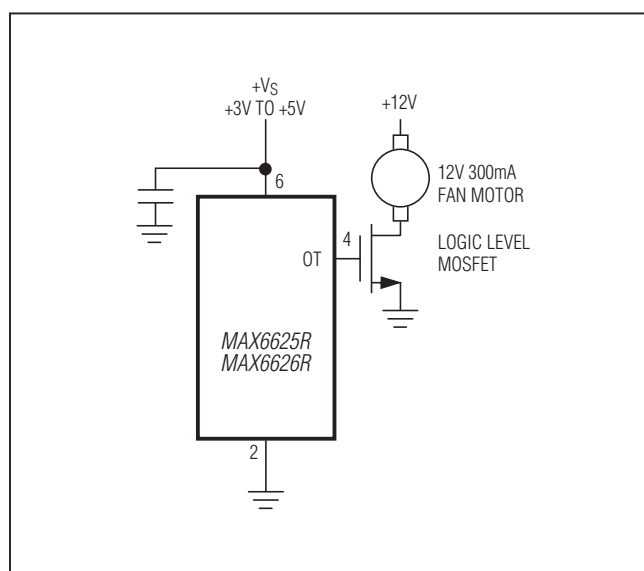 +VS
+3V TO +5V
+12V
6
12V 300mA
FAN MOTOR
4
OT
LOGIC LEVEL
MOSFET
MAX6625R
MAX6626R
2